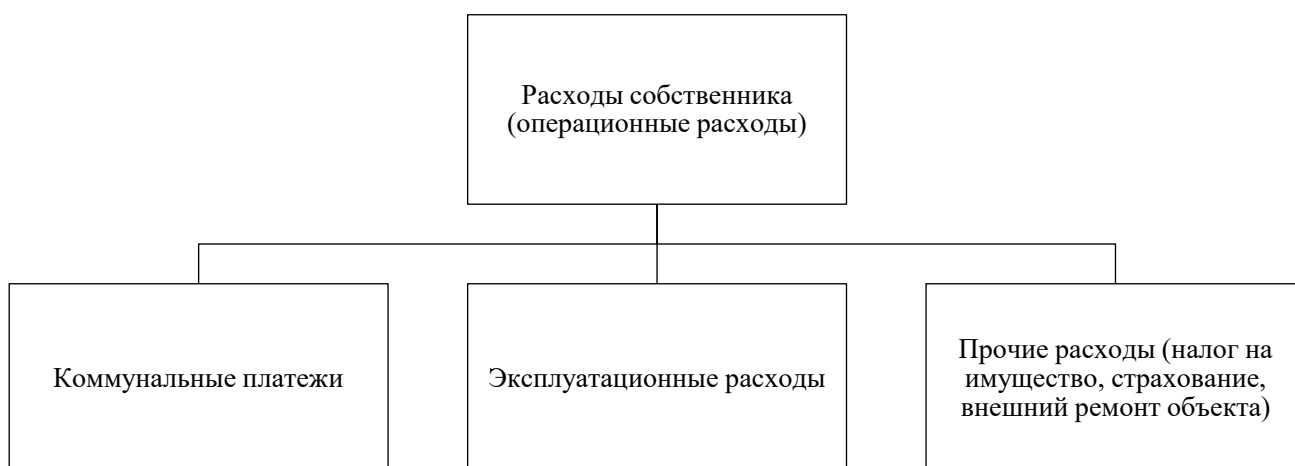 Расходы собственника
(операционные расходы)
Коммунальные платежи
Эксплуатационные расходы
Прочие расходы (налог на
имущество, страхование,
внешний ремонт объекта)